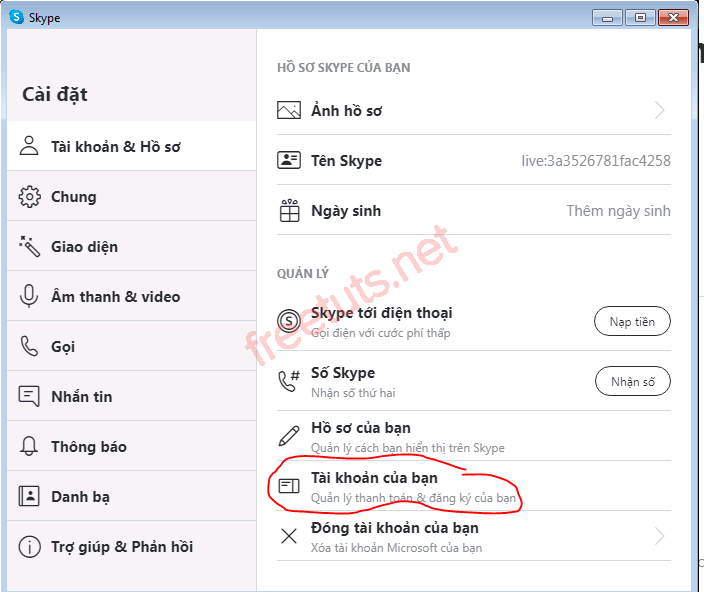 Skype
Cài đặt
Tài khoản & Hồ sơ
Chung
Giao diện
Âm thanh & video
Gọi
Nhắn tin
Thông báo
Danh bạ
Trợ giúp & Phản hồi
HỒ SƠ SKYPE CỦA BẠN
Ảnh hồ sơ
Tên Skype live:3a3526781fac4258
Ngày sinh Thêm ngày sinh
QUẢN LÝ
Skype tới điện thoại
Gọi điện với cước phí thấp
Nạp tiền
Số Skype
Nhận số thứ hai
Nhận số
Hồ sơ của bạn
Quản lý cách bạn hiển thị trên Skype
Tài khoản của bạn
Quản lý thanh toán & đăng ký của bạn
Đóng tài khoản của bạn
Xóa tài khoản Microsoft của bạn
freetuts.net